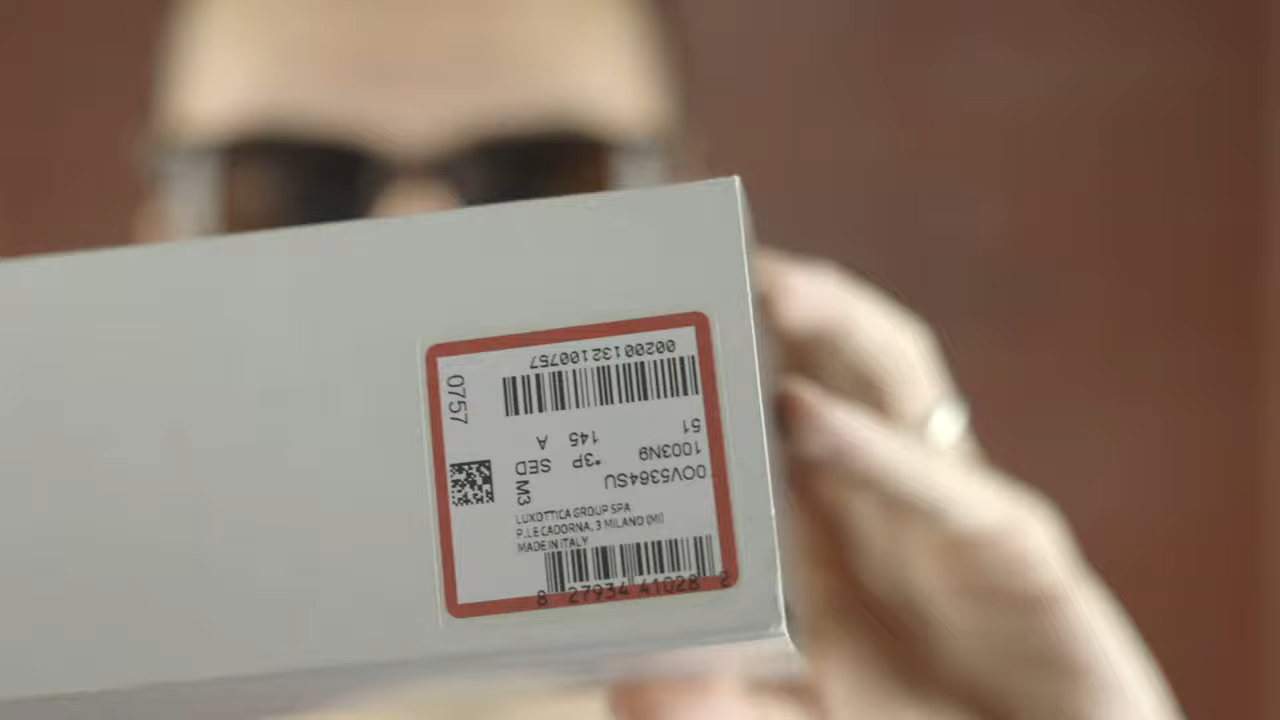 00200132100757
0757
51
145 A
1003N9
*3P SED
0OV5364SU
M3
LUXOTTICA GROUP SPA
P.LE CADORNA, 3 MILANO (MI)
MADE IN ITALY
8 27934 41028 2